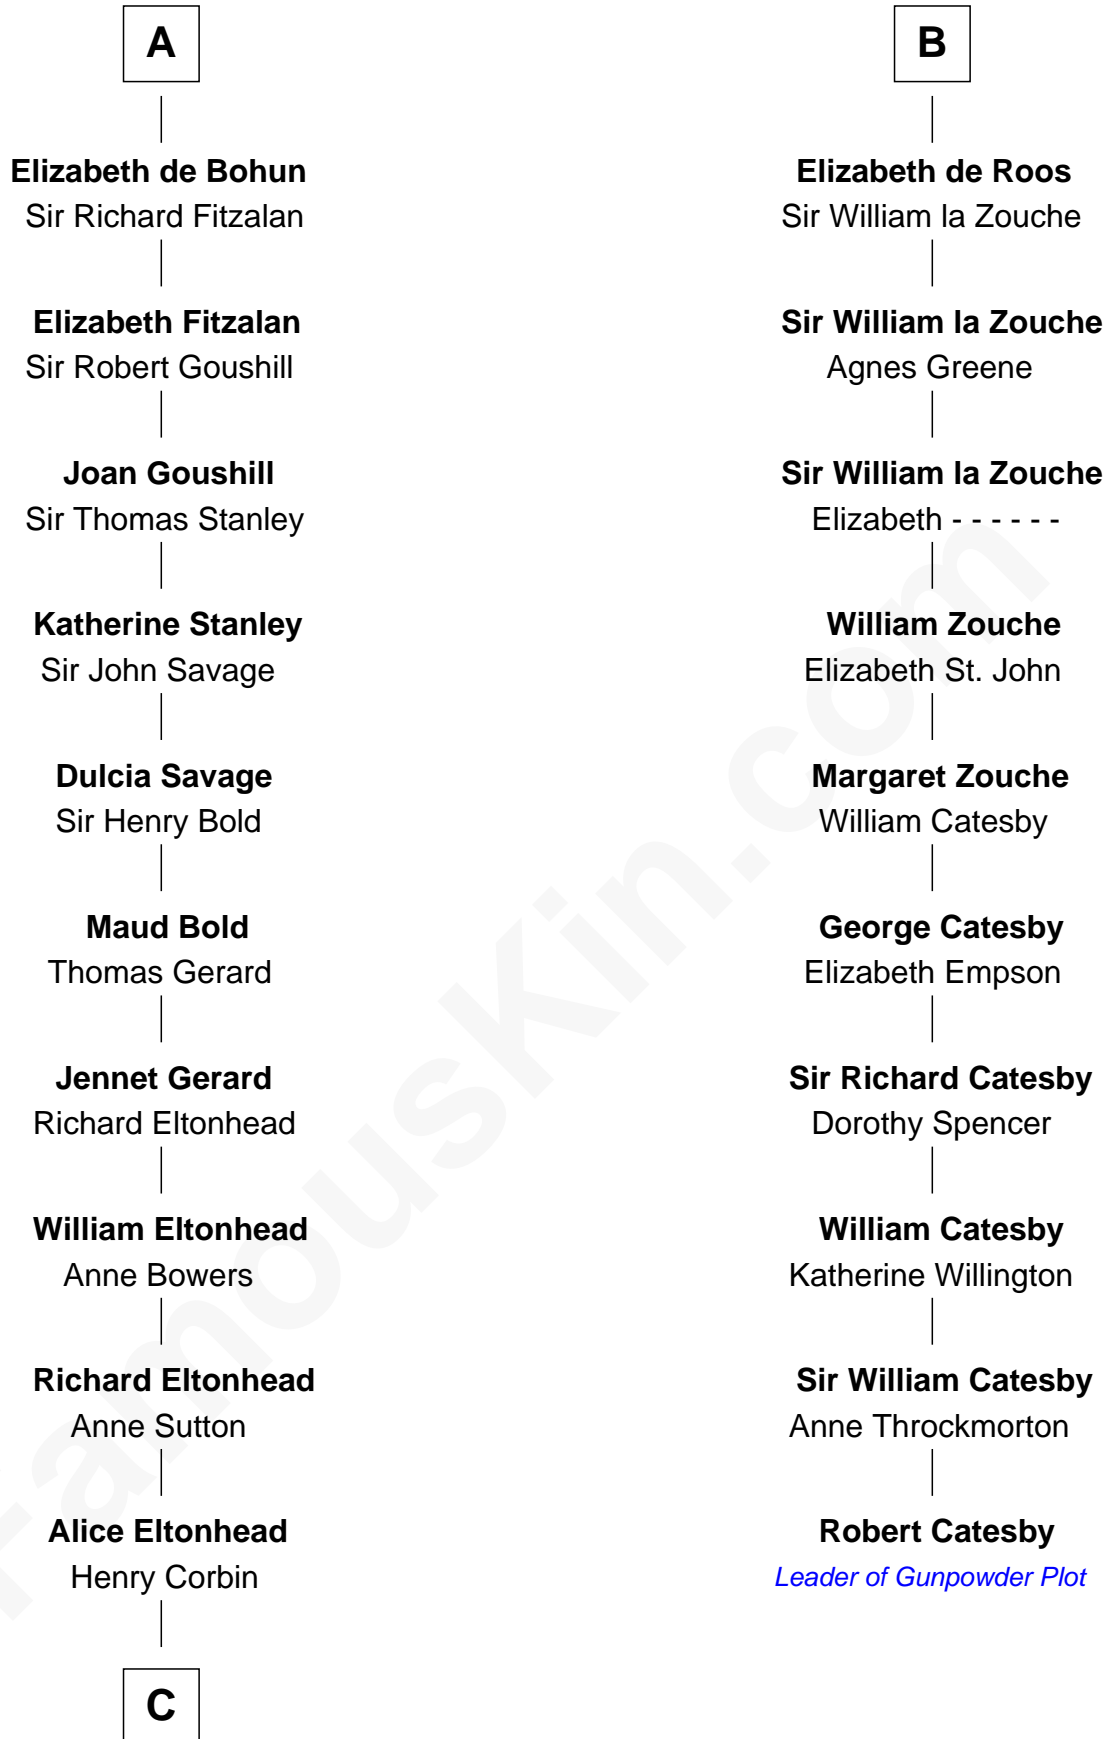 A
Elizabeth de Bohun
Sir Richard Fitzalan
Elizabeth Fitzalan
Sir Robert Goushill
Joan Goushill
Sir Thomas Stanley
Katherine Stanley
Sir John Savage
Dulcia Savage
Sir Henry Bold
Maud Bold
Thomas Gerard
Jennet Gerard
Richard Eltonhead
William Eltonhead
Anne Bowers
Richard Eltonhead
Anne Sutton
Alice Eltonhead
Henry Corbin
C
B
Elizabeth de Roos
Sir William la Zouche
Sir William la Zouche
Agnes Greene
Sir William la Zouche
Elizabeth - - - - - -
William Zouche
Elizabeth St. John
Margaret Zouche
William Catesby
George Catesby
Elizabeth Empson
Sir Richard Catesby
Dorothy Spencer
William Catesby
Katherine Willington
Sir William Catesby
Anne Throckmorton
Robert Catesby
Leader of Gunpowder Plot
FamousKin.com